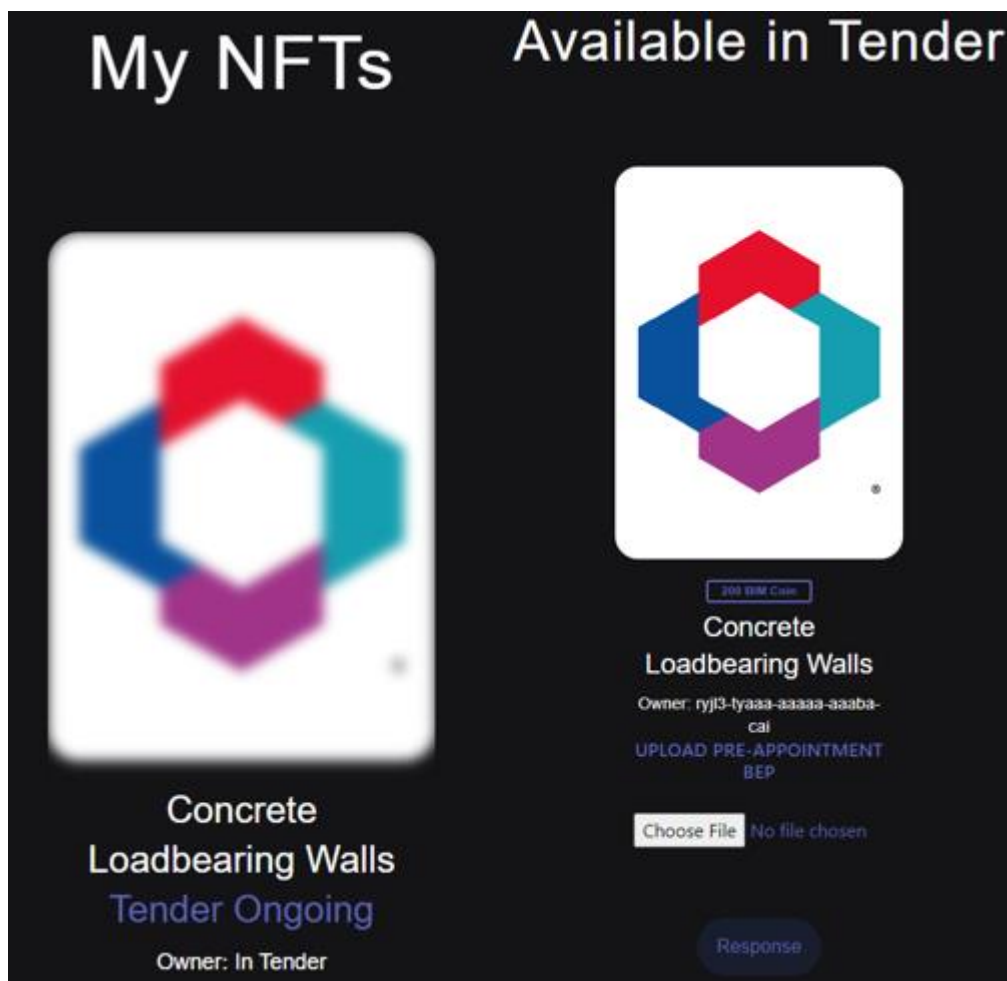 My NFTs
Concrete
Loadbearing Walls
Tender Ongoing
Owner: In Tender
Available in Tender
®
200 BIM Coin
Concrete
Loadbearing Walls
Owner: ryjl3-tyaaa-aaaaa-aaaba-
cai
UPLOAD PRE-APPOINTMENT
BEP
Choose File No file chosen
Response